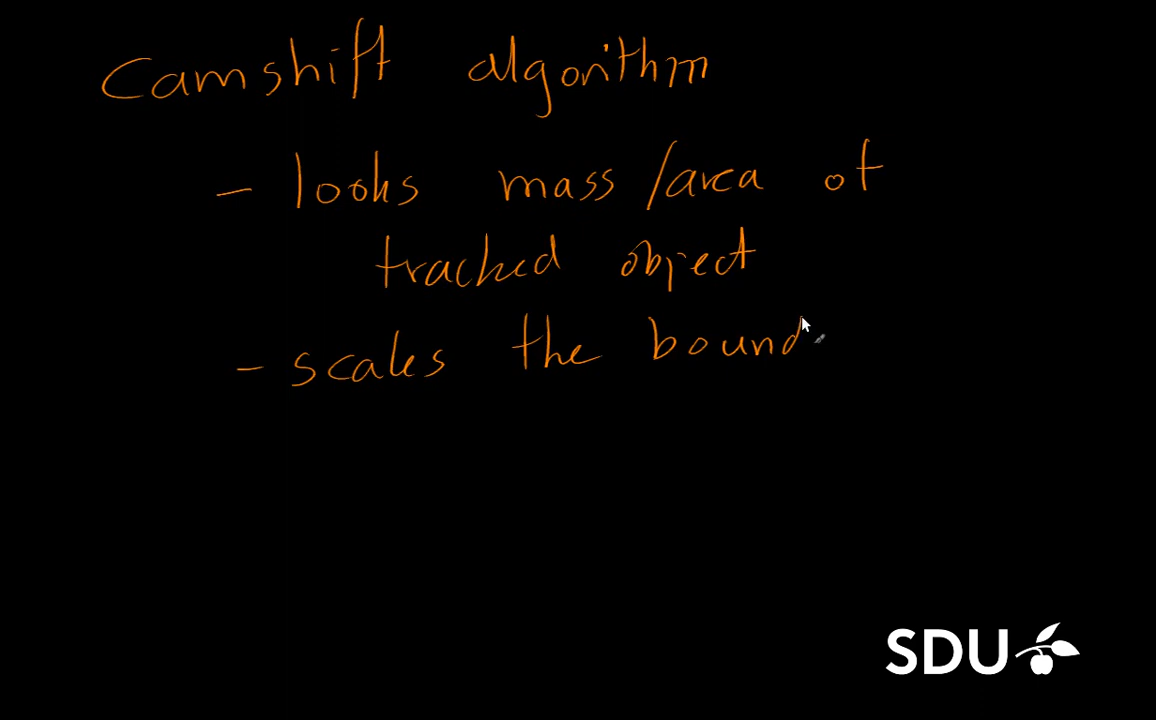 Camshift algorithm
- looks mass/area of
tracked object
- scales the bound
SDU